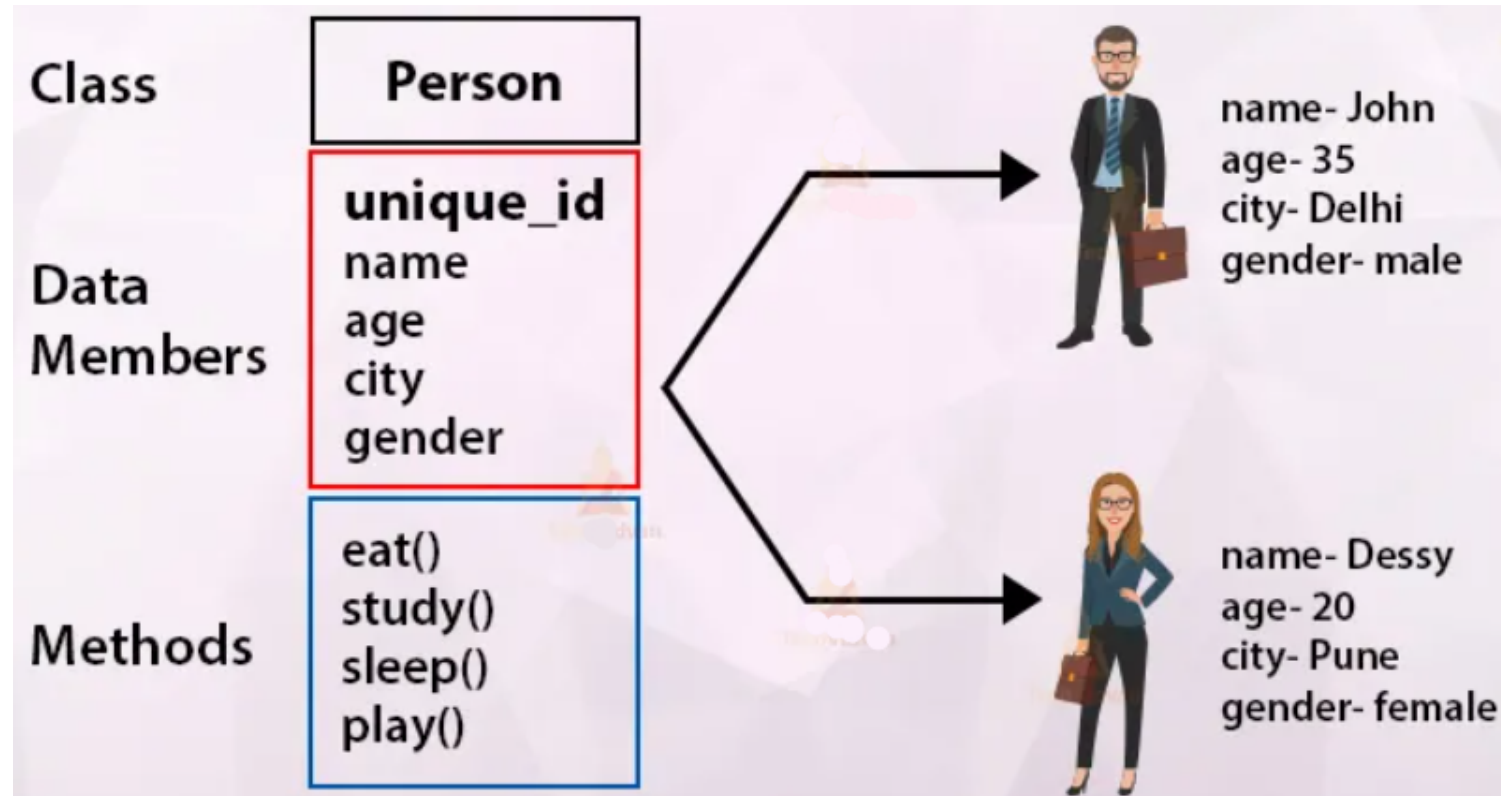 Class
Person
Data
Members
unique_id
name
age
city
gender
Methods
eat()
study()
sleep()
play()
name- John
age- 35
city- Delhi
gender- male
name- Dessy
age- 20
city- Pune
gender- female